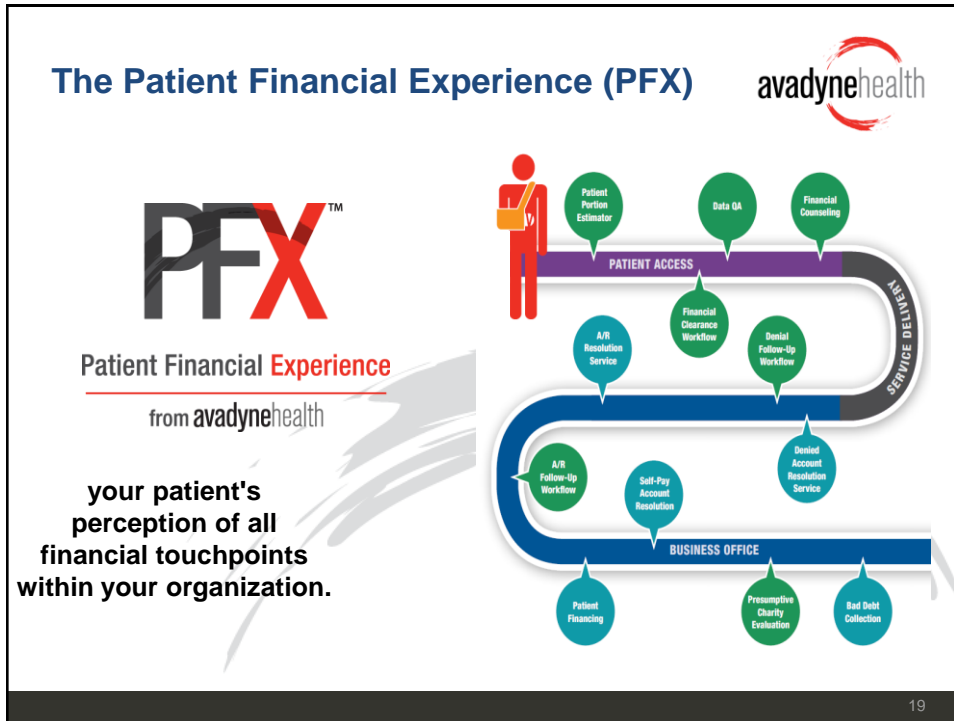 The Patient Financial Experience (PFX)
avadynehealth
PFX™
Patient Financial Experience
from avadynehealth
your patient's
perception of all
financial touchpoints
within your organization.
Patient
Portion
Estimator
Data QA
Financial
Counseling
PATIENT ACCESS
SERVICE DELIVERY
Financial
Clearance
Workflow
A/R
Resolution
Service
Denial
Follow-Up
Workflow
Denied
Account
Resolution
Service
A/R
Follow-Up
Workflow
Self-Pay
Account
Resolution
BUSINESS OFFICE
Patient
Financing
Presumptive
Charity
Evaluation
Bad Debt
Collection
19